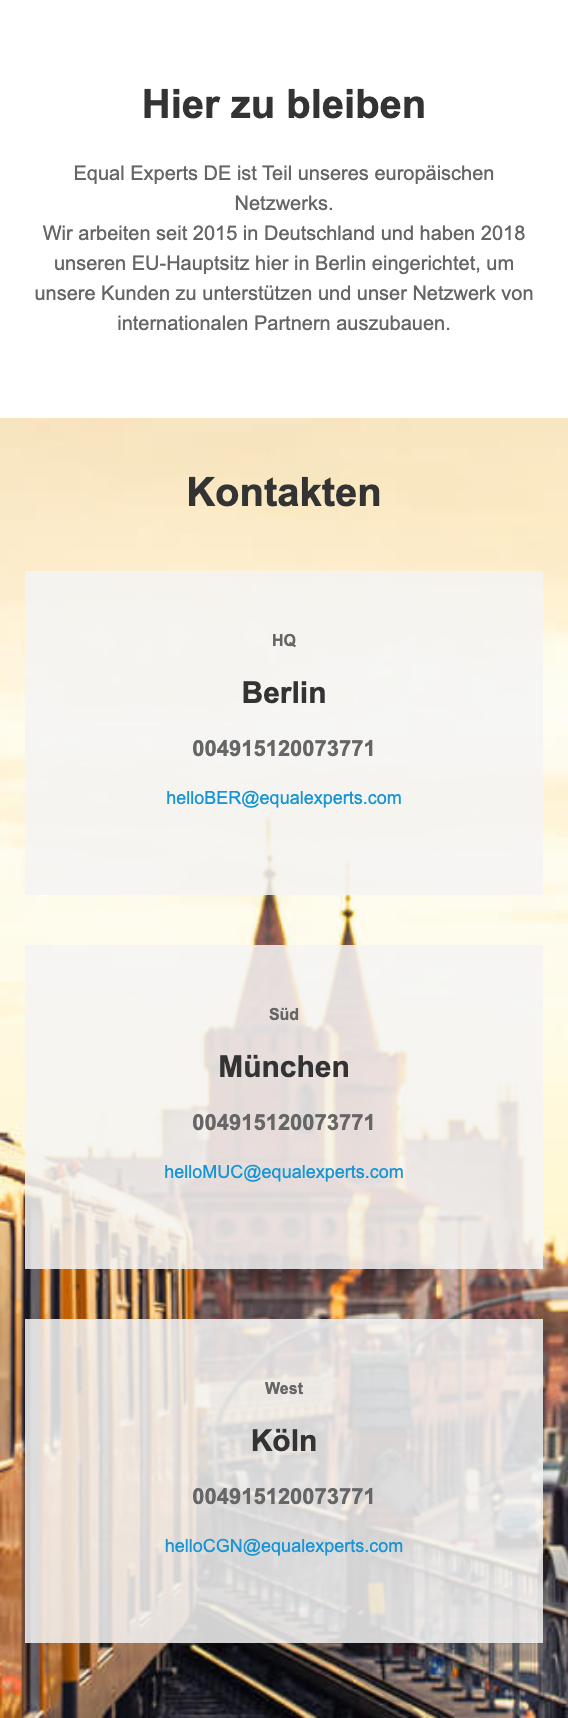 Hier zu bleiben
Equal Experts DE ist Teil unseres europäischen
Netzwerks.
Wir arbeiten seit 2015 in Deutschland und haben 2018
unseren EU-Hauptsitz hier in Berlin eingerichtet, um
unsere Kunden zu unterstützen und unser Netzwerk von
internationalen Partnern auszubauen.
Kontakten
HQ
Berlin
004915120073771
helloBER@equalexperts.com
Süd
München
004915120073771
helloMUC@equalexperts.com
West
Köln
004915120073771
helloCGN@equalexperts.com